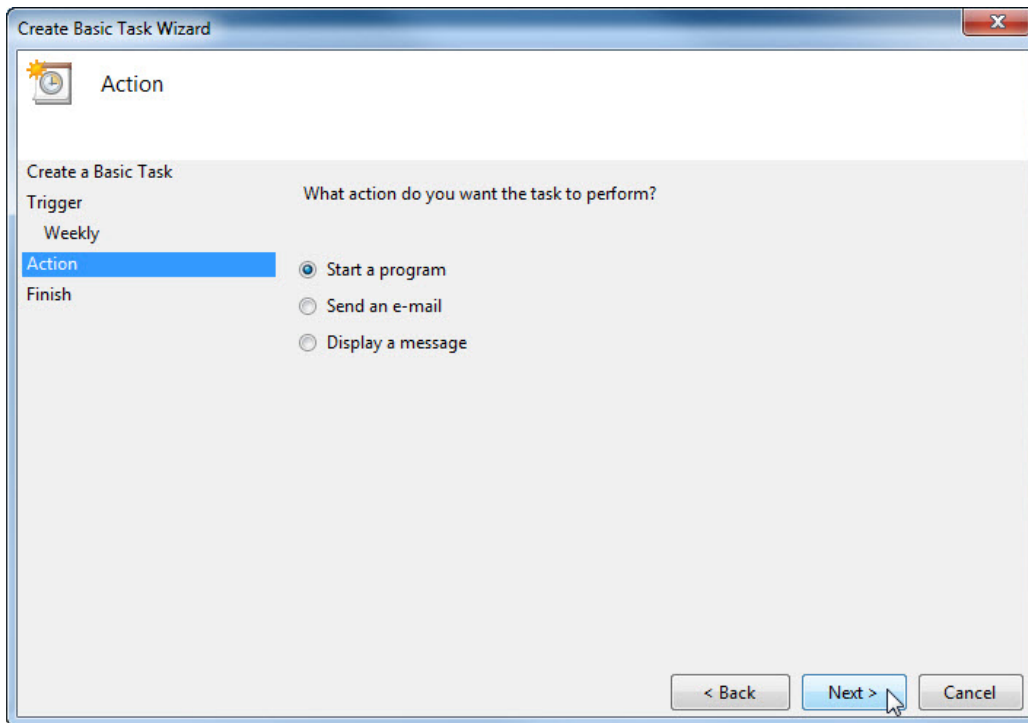 Create Basic Task Wizard
Action
Create a Basic Task
Trigger
Weekly
Action
Finish
What action do you want the task to perform?
Start a program
Send an e-mail
Display a message
< Back
Next >
Cancel